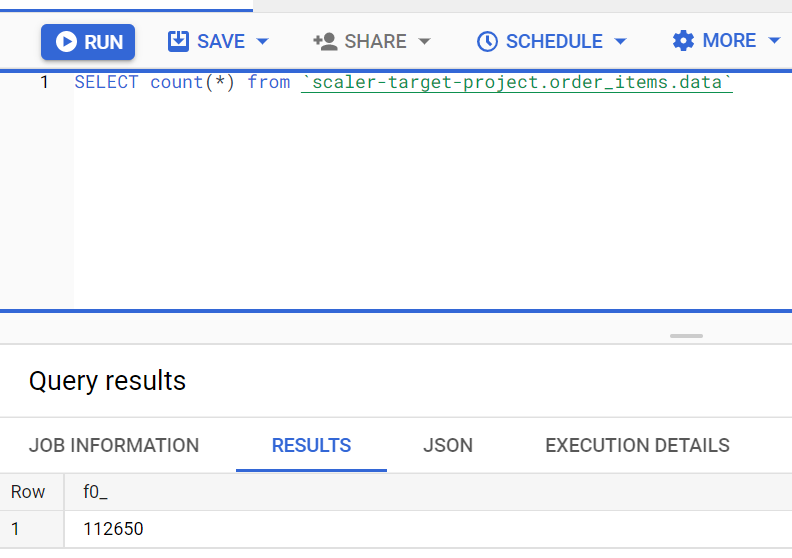 RUN SAVE SHARE SCHEDULE MORE
1 SELECT count(*) from `scaler-target-project.order_items.data`
Query results
JOB INFORMATION RESULTS JSON EXECUTION DETAILS
Row f0_
1 112650